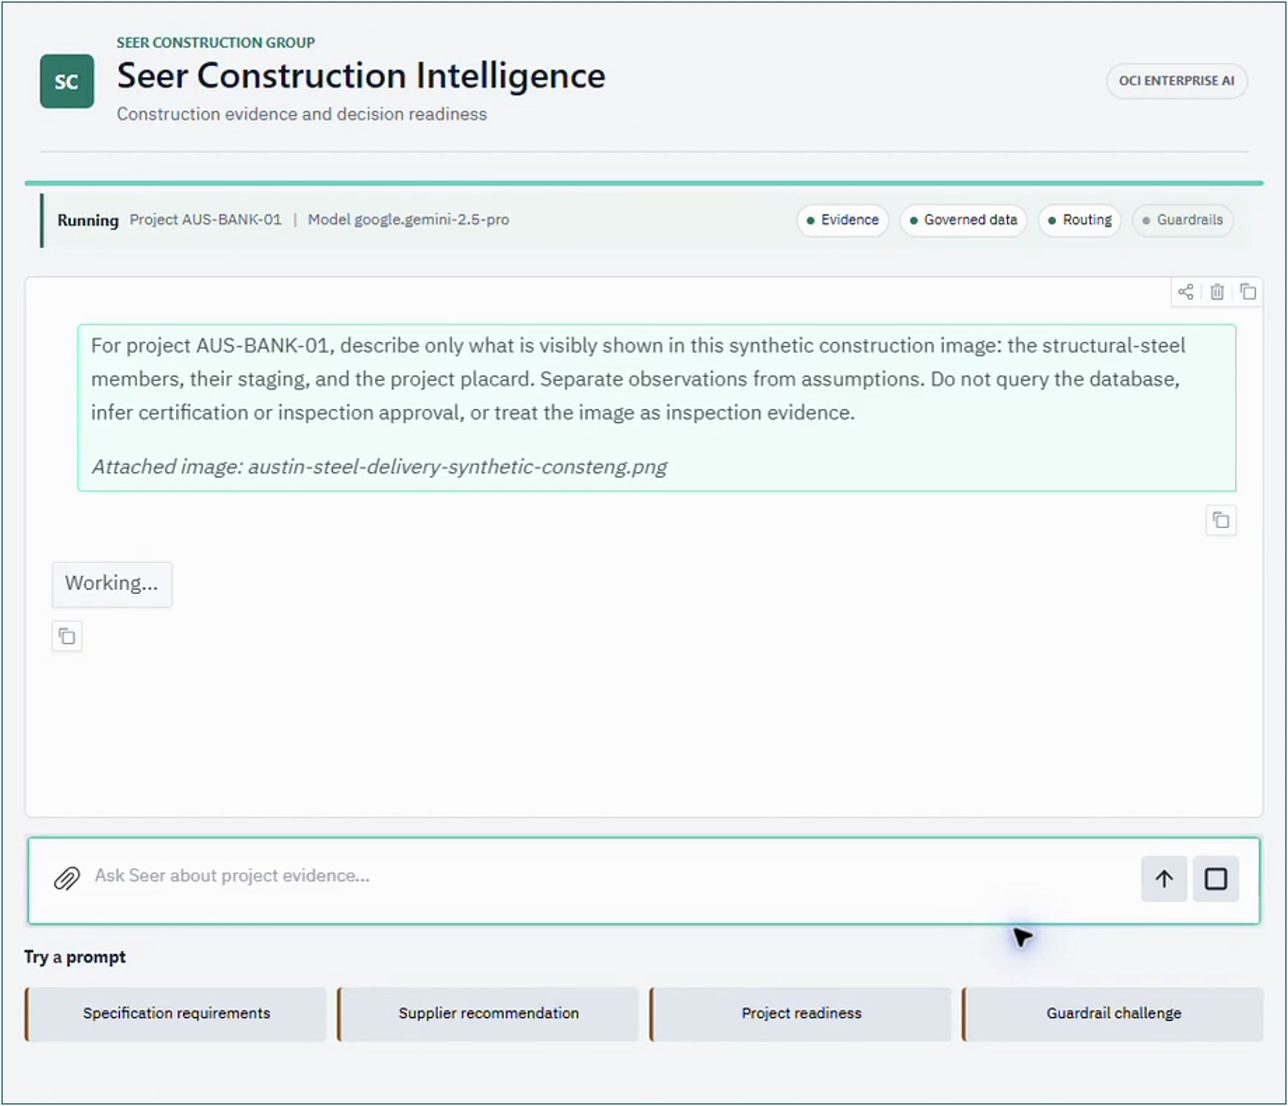 SEER CONSTRUCTION GROUP
SC
Seer Construction Intelligence
Construction evidence and decision readiness
OCI ENTERPRISE AI
Running Project AUS-BANK-01 | Model google.gemini-2.5-pro
Evidence
Governed data
Routing
Guardrails
For project AUS-BANK-01, describe only what is visibly shown in this synthetic construction image: the structural-steel
members, their staging, and the project placard. Separate observations from assumptions. Do not query the database,
infer certification or inspection approval, or treat the image as inspection evidence.
Attached image: austin-steel-delivery-synthetic-consteng.png
Working...
Ask Seer about project evidence...
Try a prompt
Specification requirements
Supplier recommendation
Project readiness
Guardrail challenge